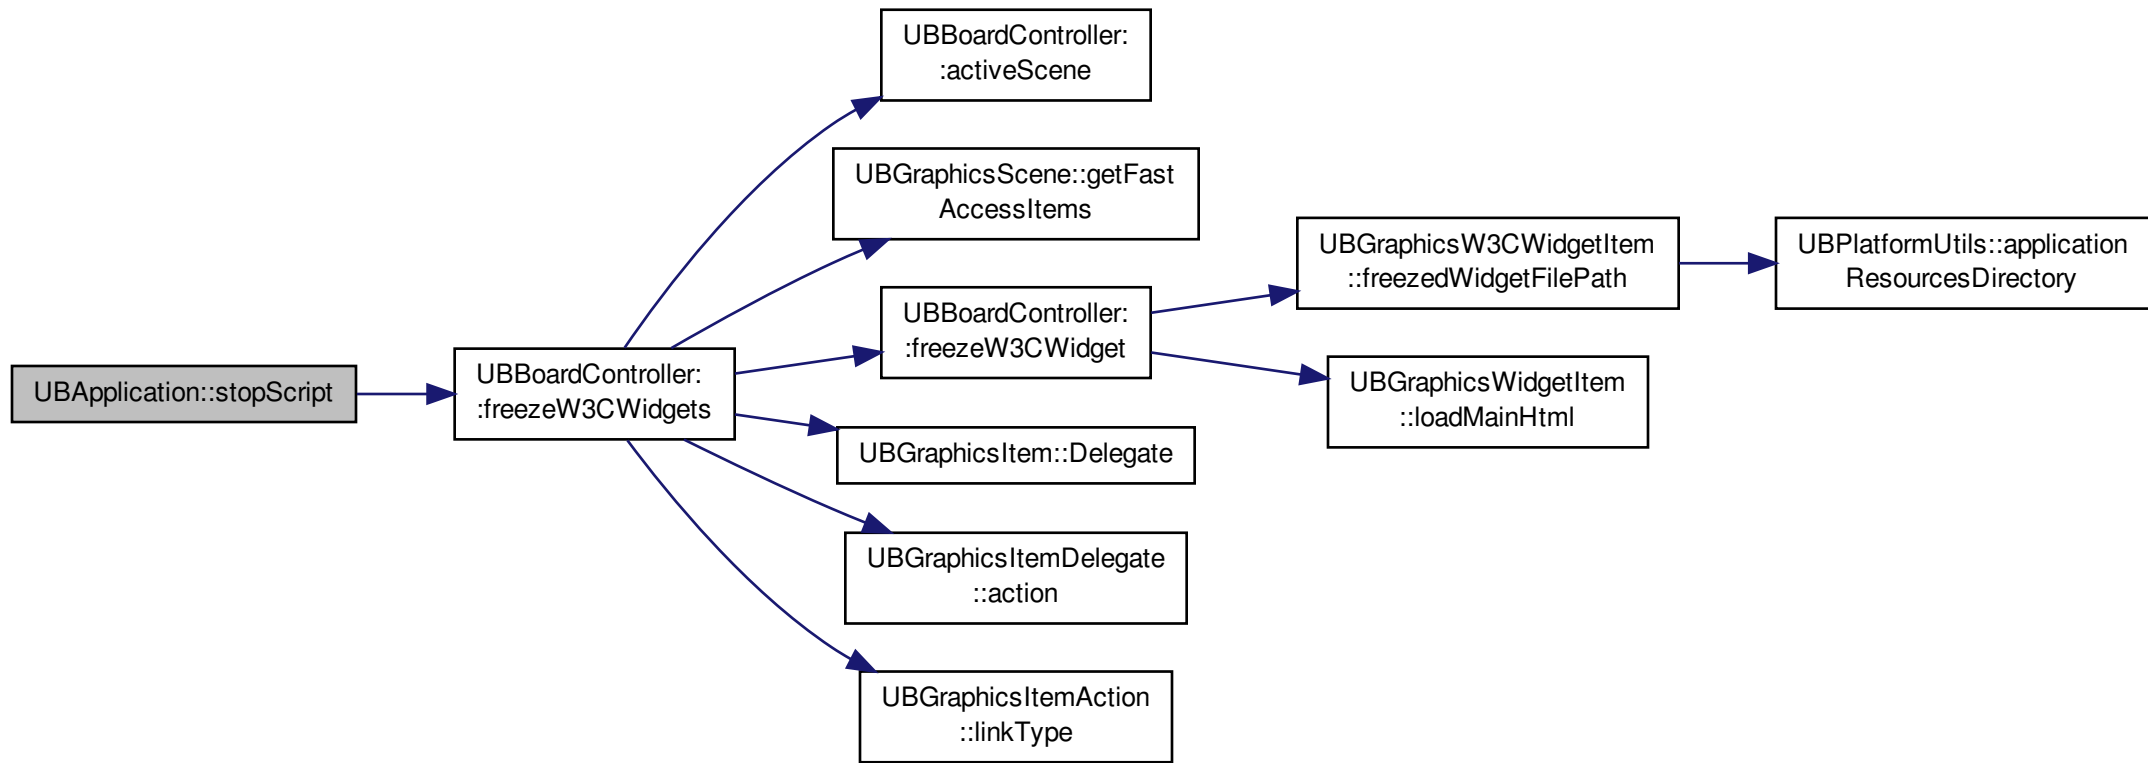 UBApplication::stopScript
UBBoardController:
:freezeW3CWidgets
UBBoardController:
:activeScene
UBGraphicsScene::getFast
AccessItems
UBBoardController:
:freezeW3CWidget
UBGraphicsItem::Delegate
UBGraphicsItemDelegate
::action
UBGraphicsItemAction
::linkType
UBGraphicsW3CWidgetItem
::freezedWidgetFilePath
UBGraphicsWidgetItem
::loadMainHtml
UBPlatformUtils::application
ResourcesDirectory